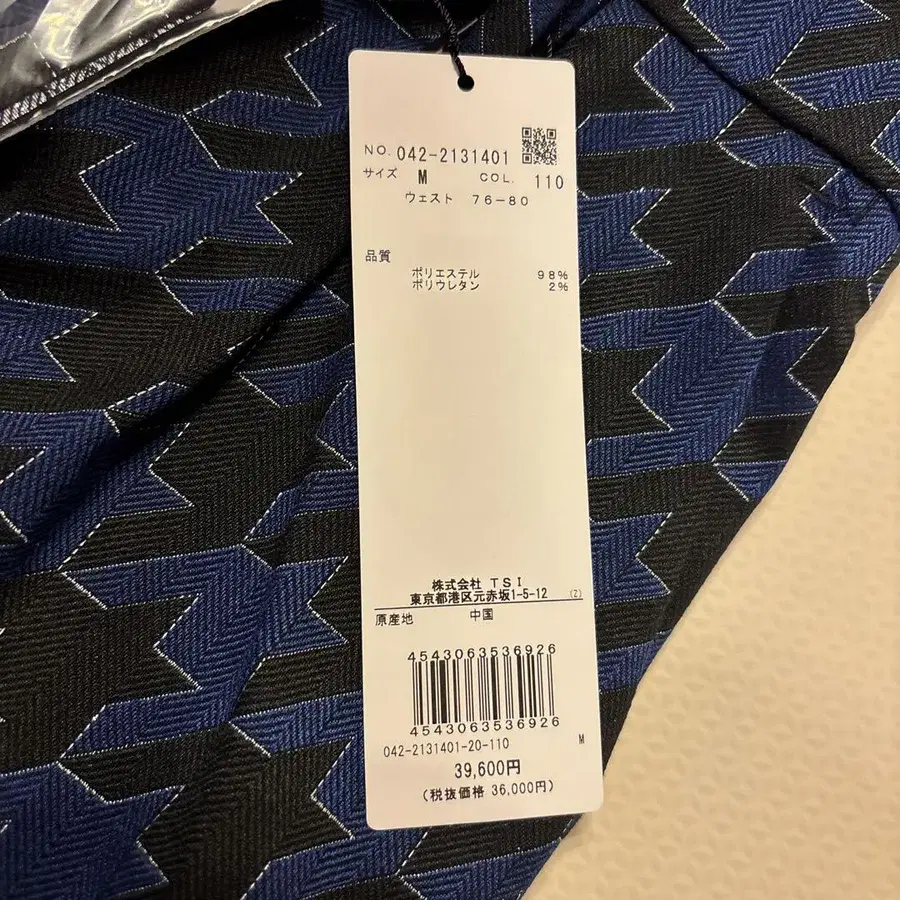 NO. 042-2131401
サイズ M COL. 110
ウェスト 76-80
品質
ポリエステル 98%
ポリウレタン 2%
株式会社 TSI
東京都港区元赤坂1-5-12 (Z)
原産地 中国
4543063536926
4543063536926
042-2131401-20-110 M
39,600円
(税抜価格 36,000円)